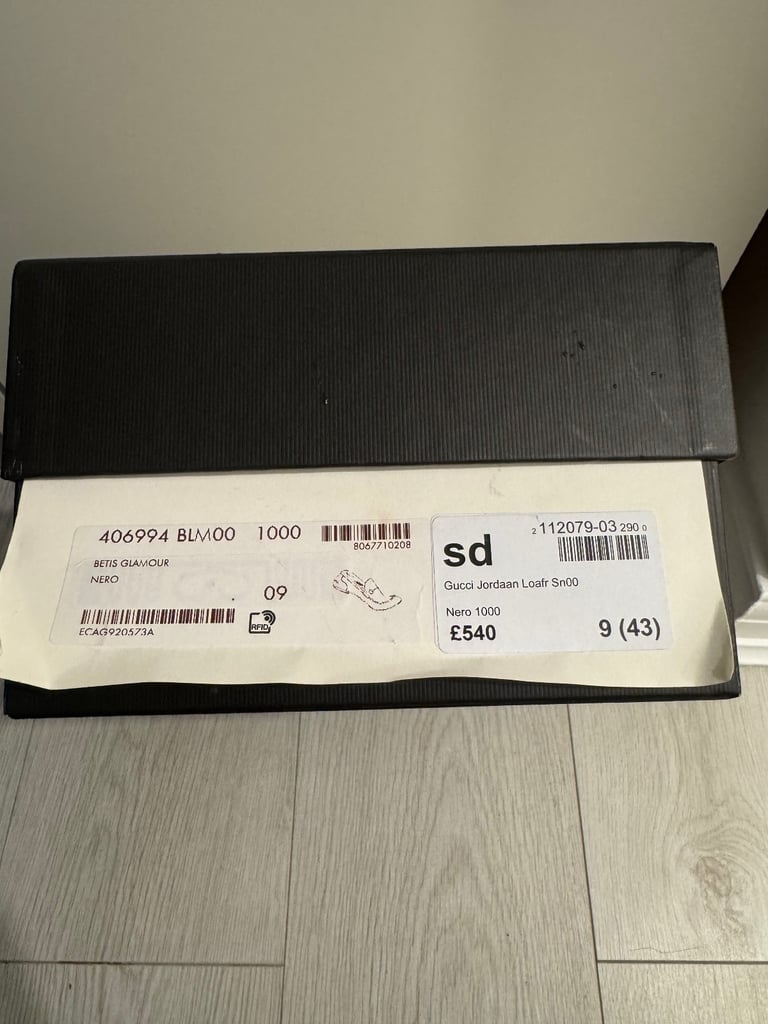 406994 BLM00 1000
8067710208
BETIS GLAMOUR
NERO
09
ECAG920573A
RFID
2 112079-03 290 0
sd
Gucci Jordaan Loafr Sn00
Nero 1000
£540
9 (43)